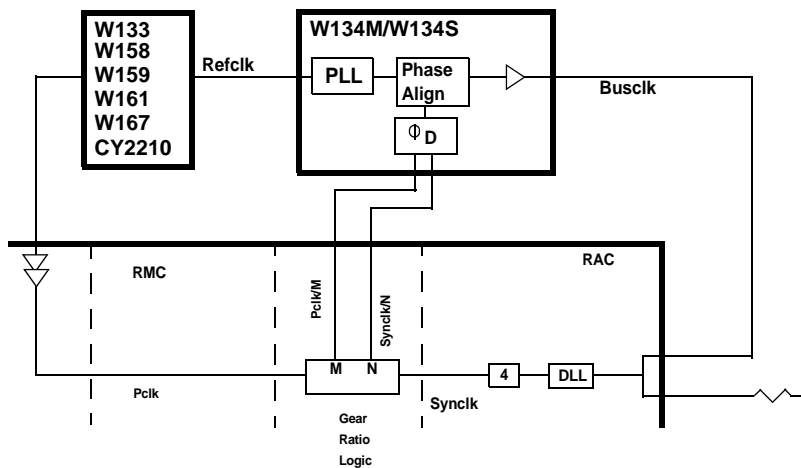 W133
W158
W159
W161
W167
CY2210
Refclk
W134M/W134S
PLL
Phase
Align
Φ D
Busclk
RMC
RAC
Pclk/M
Synclk/N
M N
Pclk
4
DLL
Synclk
Gear
Ratio
Logic